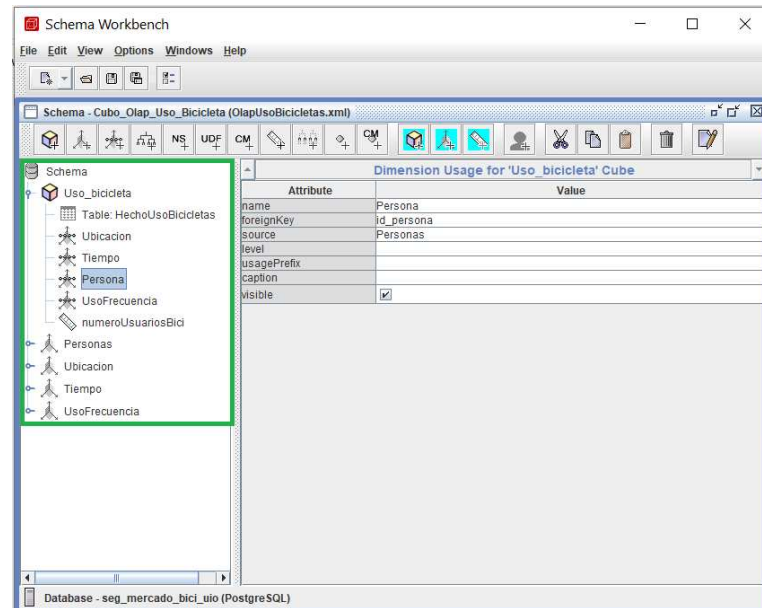 Schema Workbench
File Edit View Options Windows Help
Schema - Cubo_Olap_Uso_Bicicleta (OlapUsoBicicletas.xml)
NS UDF CM CM
Schema
Uso_bicicleta
Table: HechoUsoBicicletas
Ubicacion
Tiempo
Persona
UsoFrecuencia
numeroUsuariosBici
Personas
Ubicacion
Tiempo
UsoFrecuencia
Dimension Usage for 'Uso_bicicleta' Cube
Attribute Value
name Persona
foreignKey id_persona
source Personas
level
usagePrefix
caption
visible
Database - seg_mercado_bici_uio (PostgreSQL)